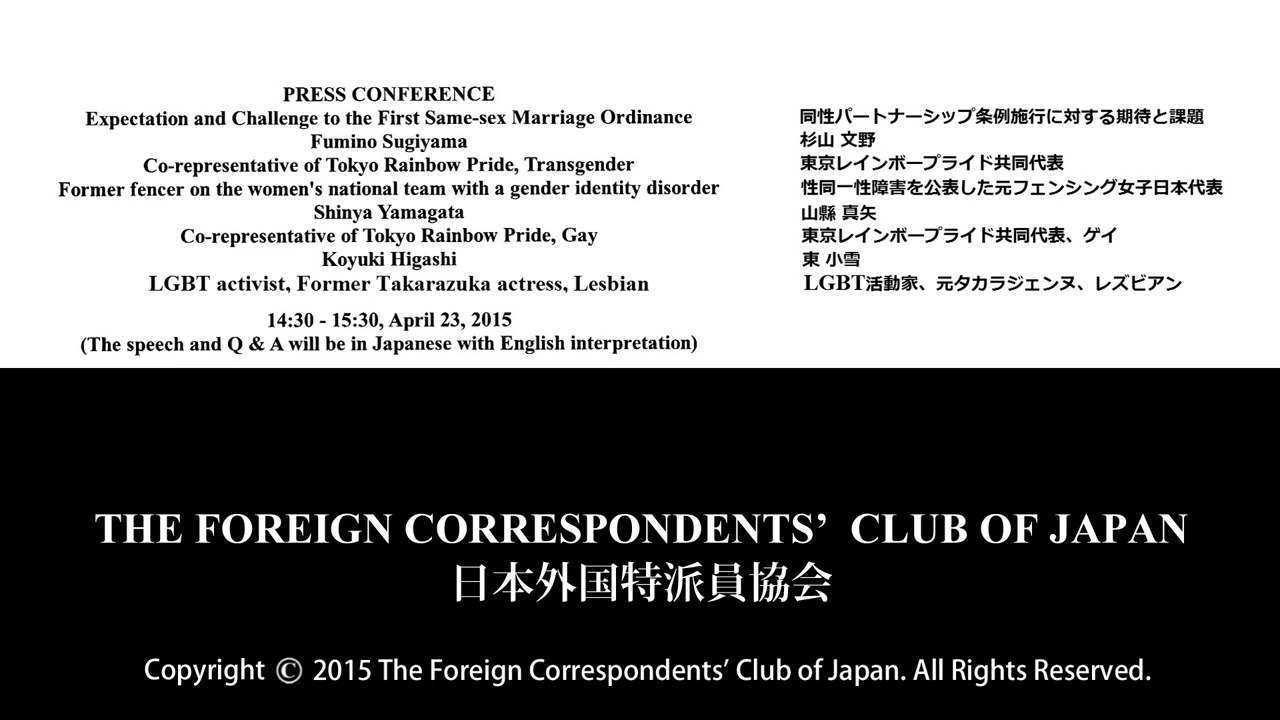 PRESS CONFERENCE
Expectation and Challenge to the First Same-sex Marriage Ordinance
Fumino Sugiyama
Co-representative of Tokyo Rainbow Pride, Transgender
Former fencer on the women's national team with a gender identity disorder
Shinya Yamagata
Co-representative of Tokyo Rainbow Pride, Gay
Koyuki Higashi
LGBT activist, Former Takarazuka actress, Lesbian
14:30 - 15:30, April 23, 2015
(The speech and Q & A will be in Japanese with English interpretation)
同性パートナーシップ条例施行に対する期待と課題
杉山 文野
東京レインボープライド共同代表
性同一性障害を公表した元フェンシング女子日本代表
山縣 真矢
東京レインボープライド共同代表、ゲイ
東 小雪
LGBT活動家、元タカラジェンヌ、レズビアン
THE FOREIGN CORRESPONDENTS’ CLUB OF JAPAN
日本外国特派員協会
Copyright © 2015 The Foreign Correspondents’ Club of Japan. All Rights Reserved.